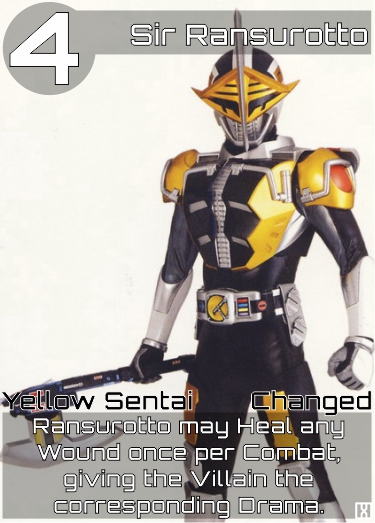 4
Sir Ransurotto
Yellow Sentai
Changed
Ransurotto may Heal any
Wound once per Combat,
giving the Villain the
corresponding Drama.